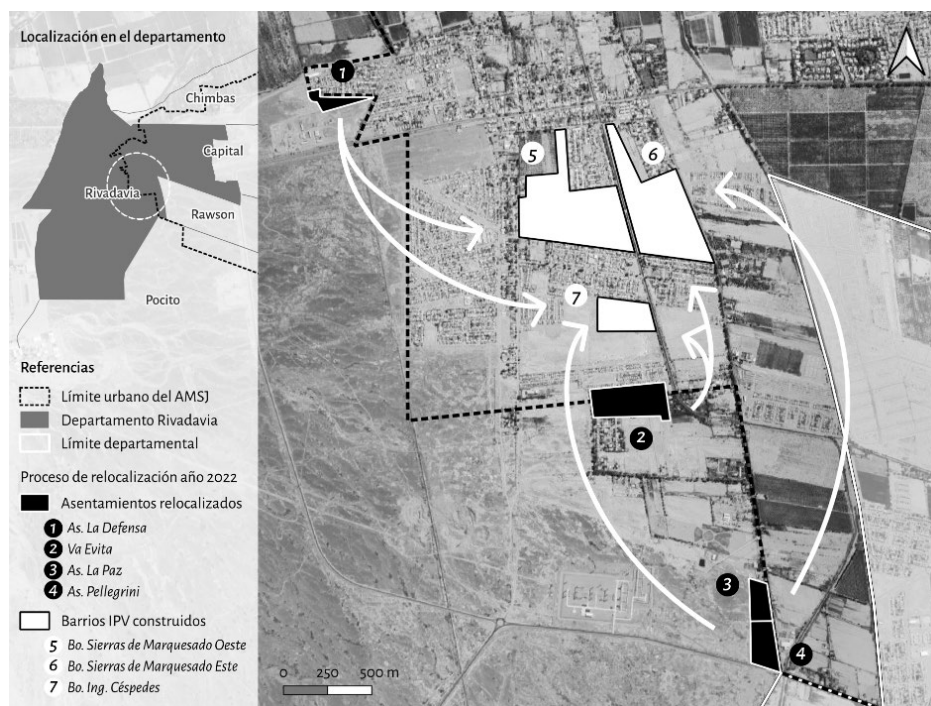 Localización en el departamento
Chimbas
Capital
Rivadavia
Rawson
Pocito
Referencias
Límite urbano del AMSJ
Departamento Rivadavia
Límite departamental
Proceso de relocalización año 2022
Asentamientos relocalizados
1 As. La Defensa
2 Va Evita
3 As. La Paz
4 As. Pellegrini
Barrios IPV construidos
5 Bo. Sierras de Marquesado Oeste
6 Bo. Sierras de Marquesado Este
7 Bo. Ing. Céspedes
1
5
6
7
2
3
4
0 250 500 m